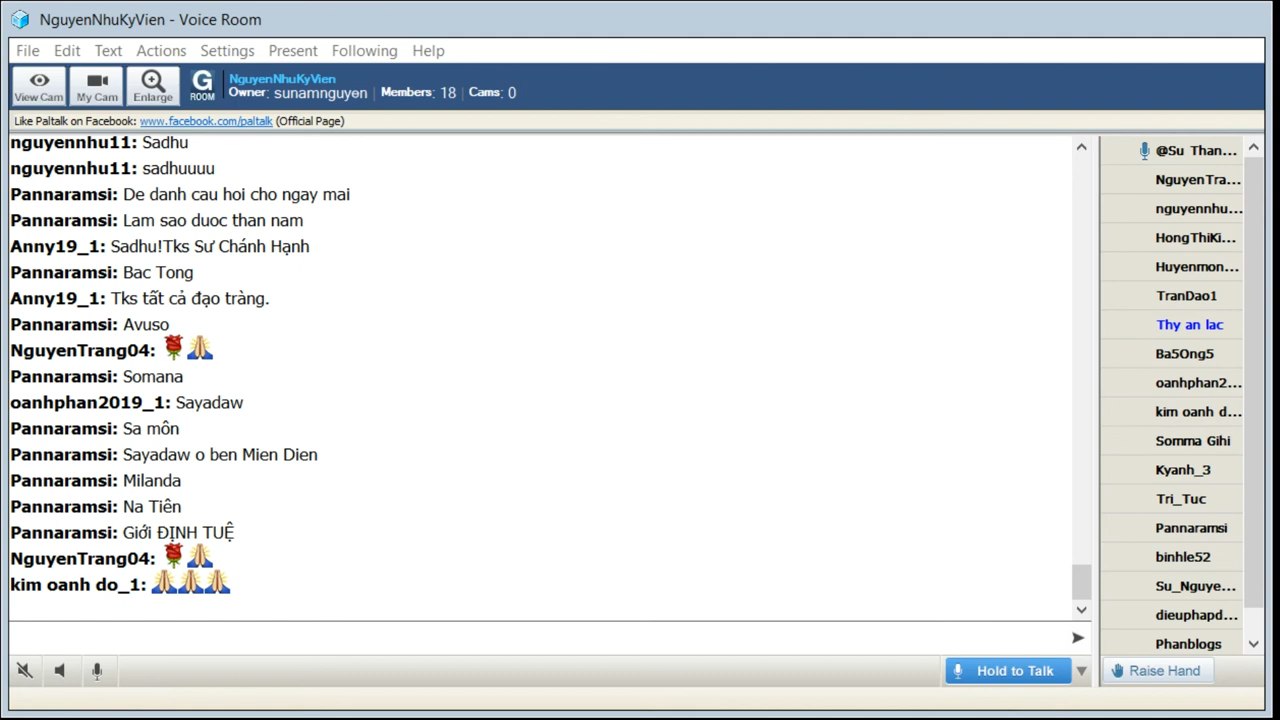 NguyenNhuKyVien - Voice Room
File Edit Text Actions Settings Present Following Help
View Cam My Cam Enlarge G ROOM
NguyenNhuKyVien
Owner: sunamnguyen | Members: 18 | Cams: 0
Like Paltalk on Facebook: www.facebook.com/paltalk (Official Page)
nguyennhu11: Sadhu
nguyennhu11: sadhuuuu
Pannaramsi: De danh cau hoi cho ngay mai
Pannaramsi: Lam sao duoc than nam
Anny19_1: Sadhu!Tks Sư Chánh Hạnh
Pannaramsi: Bac Tong
Anny19_1: Tks tất cả đạo tràng.
Pannaramsi: Avuso
NguyenTrang04: 🌹🙏
Pannaramsi: Somana
oanhphan2019_1: Sayadaw
Pannaramsi: Sa môn
Pannaramsi: Sayadaw o ben Mien Dien
Pannaramsi: Milanda
Pannaramsi: Na Tiên
Pannaramsi: Giới ĐỊNH TUỆ
NguyenTrang04: 🌹🙏
kim oanh do_1: 🙏🙏🙏
@Su Than...
NguyenTra...
nguyennhu...
HongThiKi...
Huyenmon...
TranDao1
Thy an lac
Ba5Ong5
oanhphan2...
kim oanh d...
Somma Gihi
Kyanh_3
Tri_Tuc
Pannaramsi
binhle52
Su_Nguye...
dieuphapd...
Phanblogs
Hold to Talk
Raise Hand